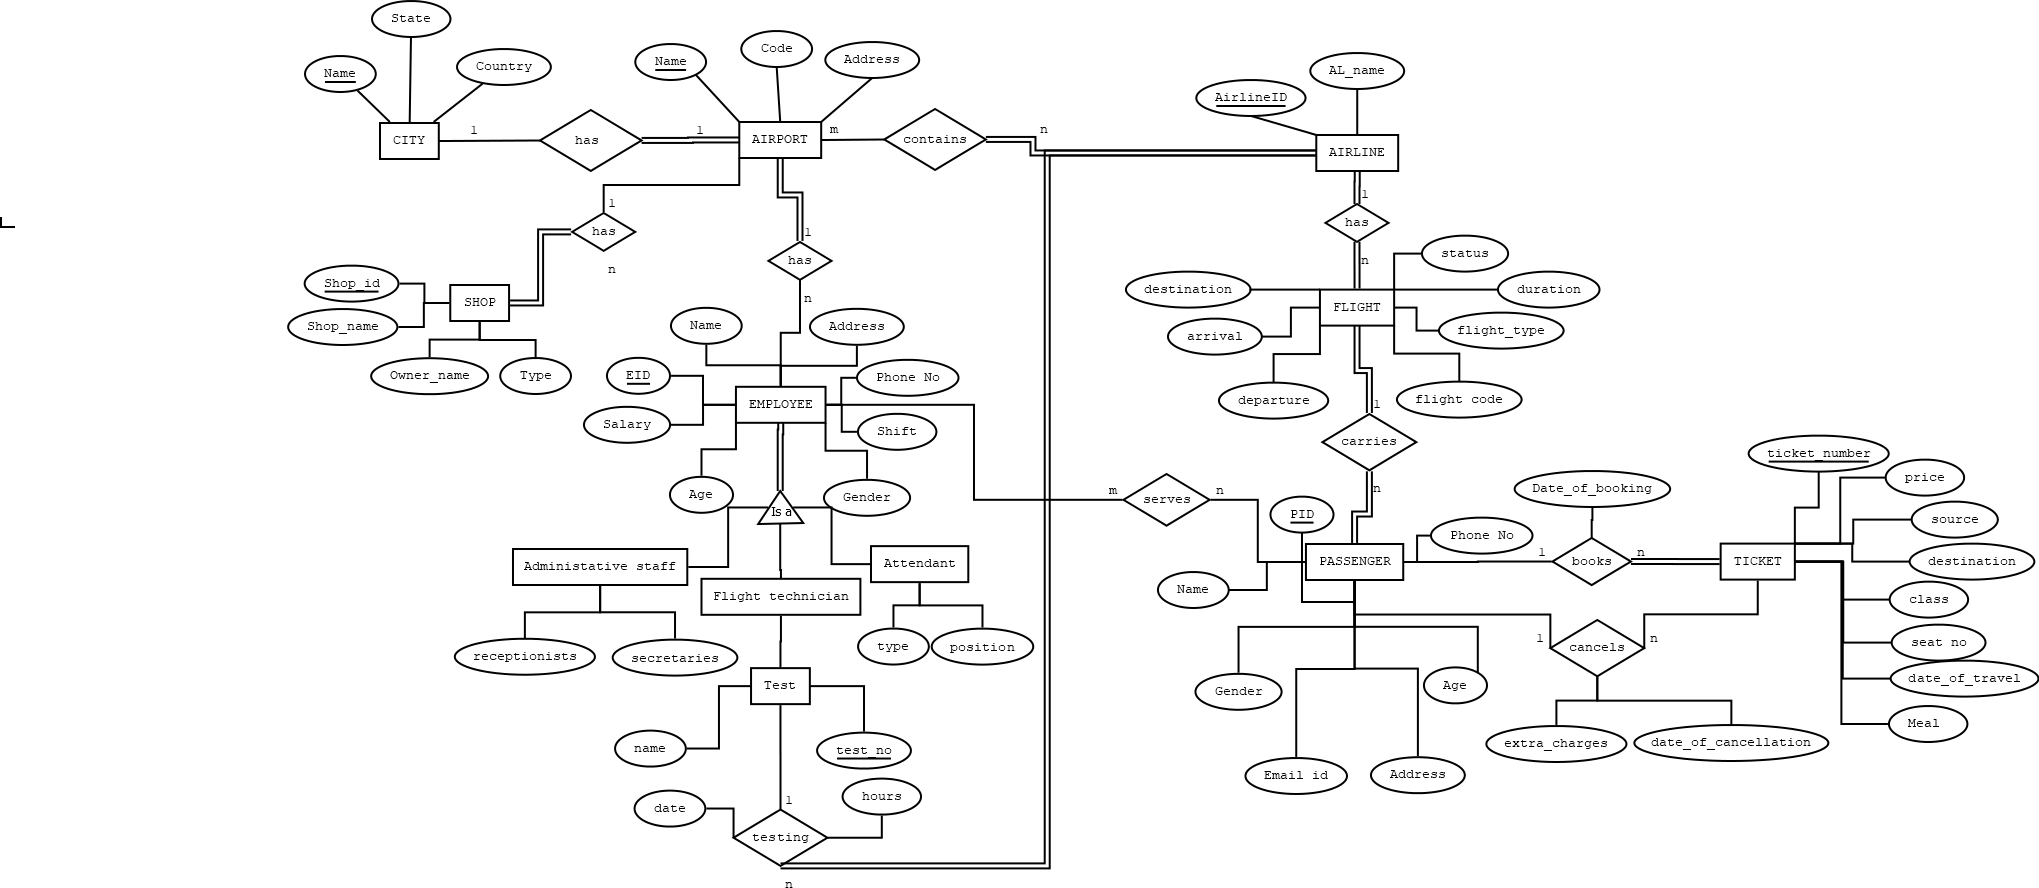 State
Name
Country
CITY
1
has
1
Name
Code
Address
AIRPORT
m
contains
n
AirlineID
AL_name
AIRLINE
1
has
n
1
has
n
1
has
n
Shop_id
Shop_name
SHOP
Owner_name
Type
Name
Address
EID
Phone No
EMPLOYEE
Salary
Shift
Age
Gender
Is a
Administative staff
Attendant
Flight technician
receptionists
secretaries
type
position
Test
name
test_no
date
hours
1
testing
n
status
destination
duration
FLIGHT
arrival
flight_type
departure
flight code
1
carries
n
m
serves
n
PID
PASSENGER
Phone No
Name
Gender
Age
Email id
Address
Date_of_booking
1
books
n
1
cancels
n
extra_charges
date_of_cancellation
ticket_number
price
source
TICKET
destination
class
seat no
date_of_travel
Meal